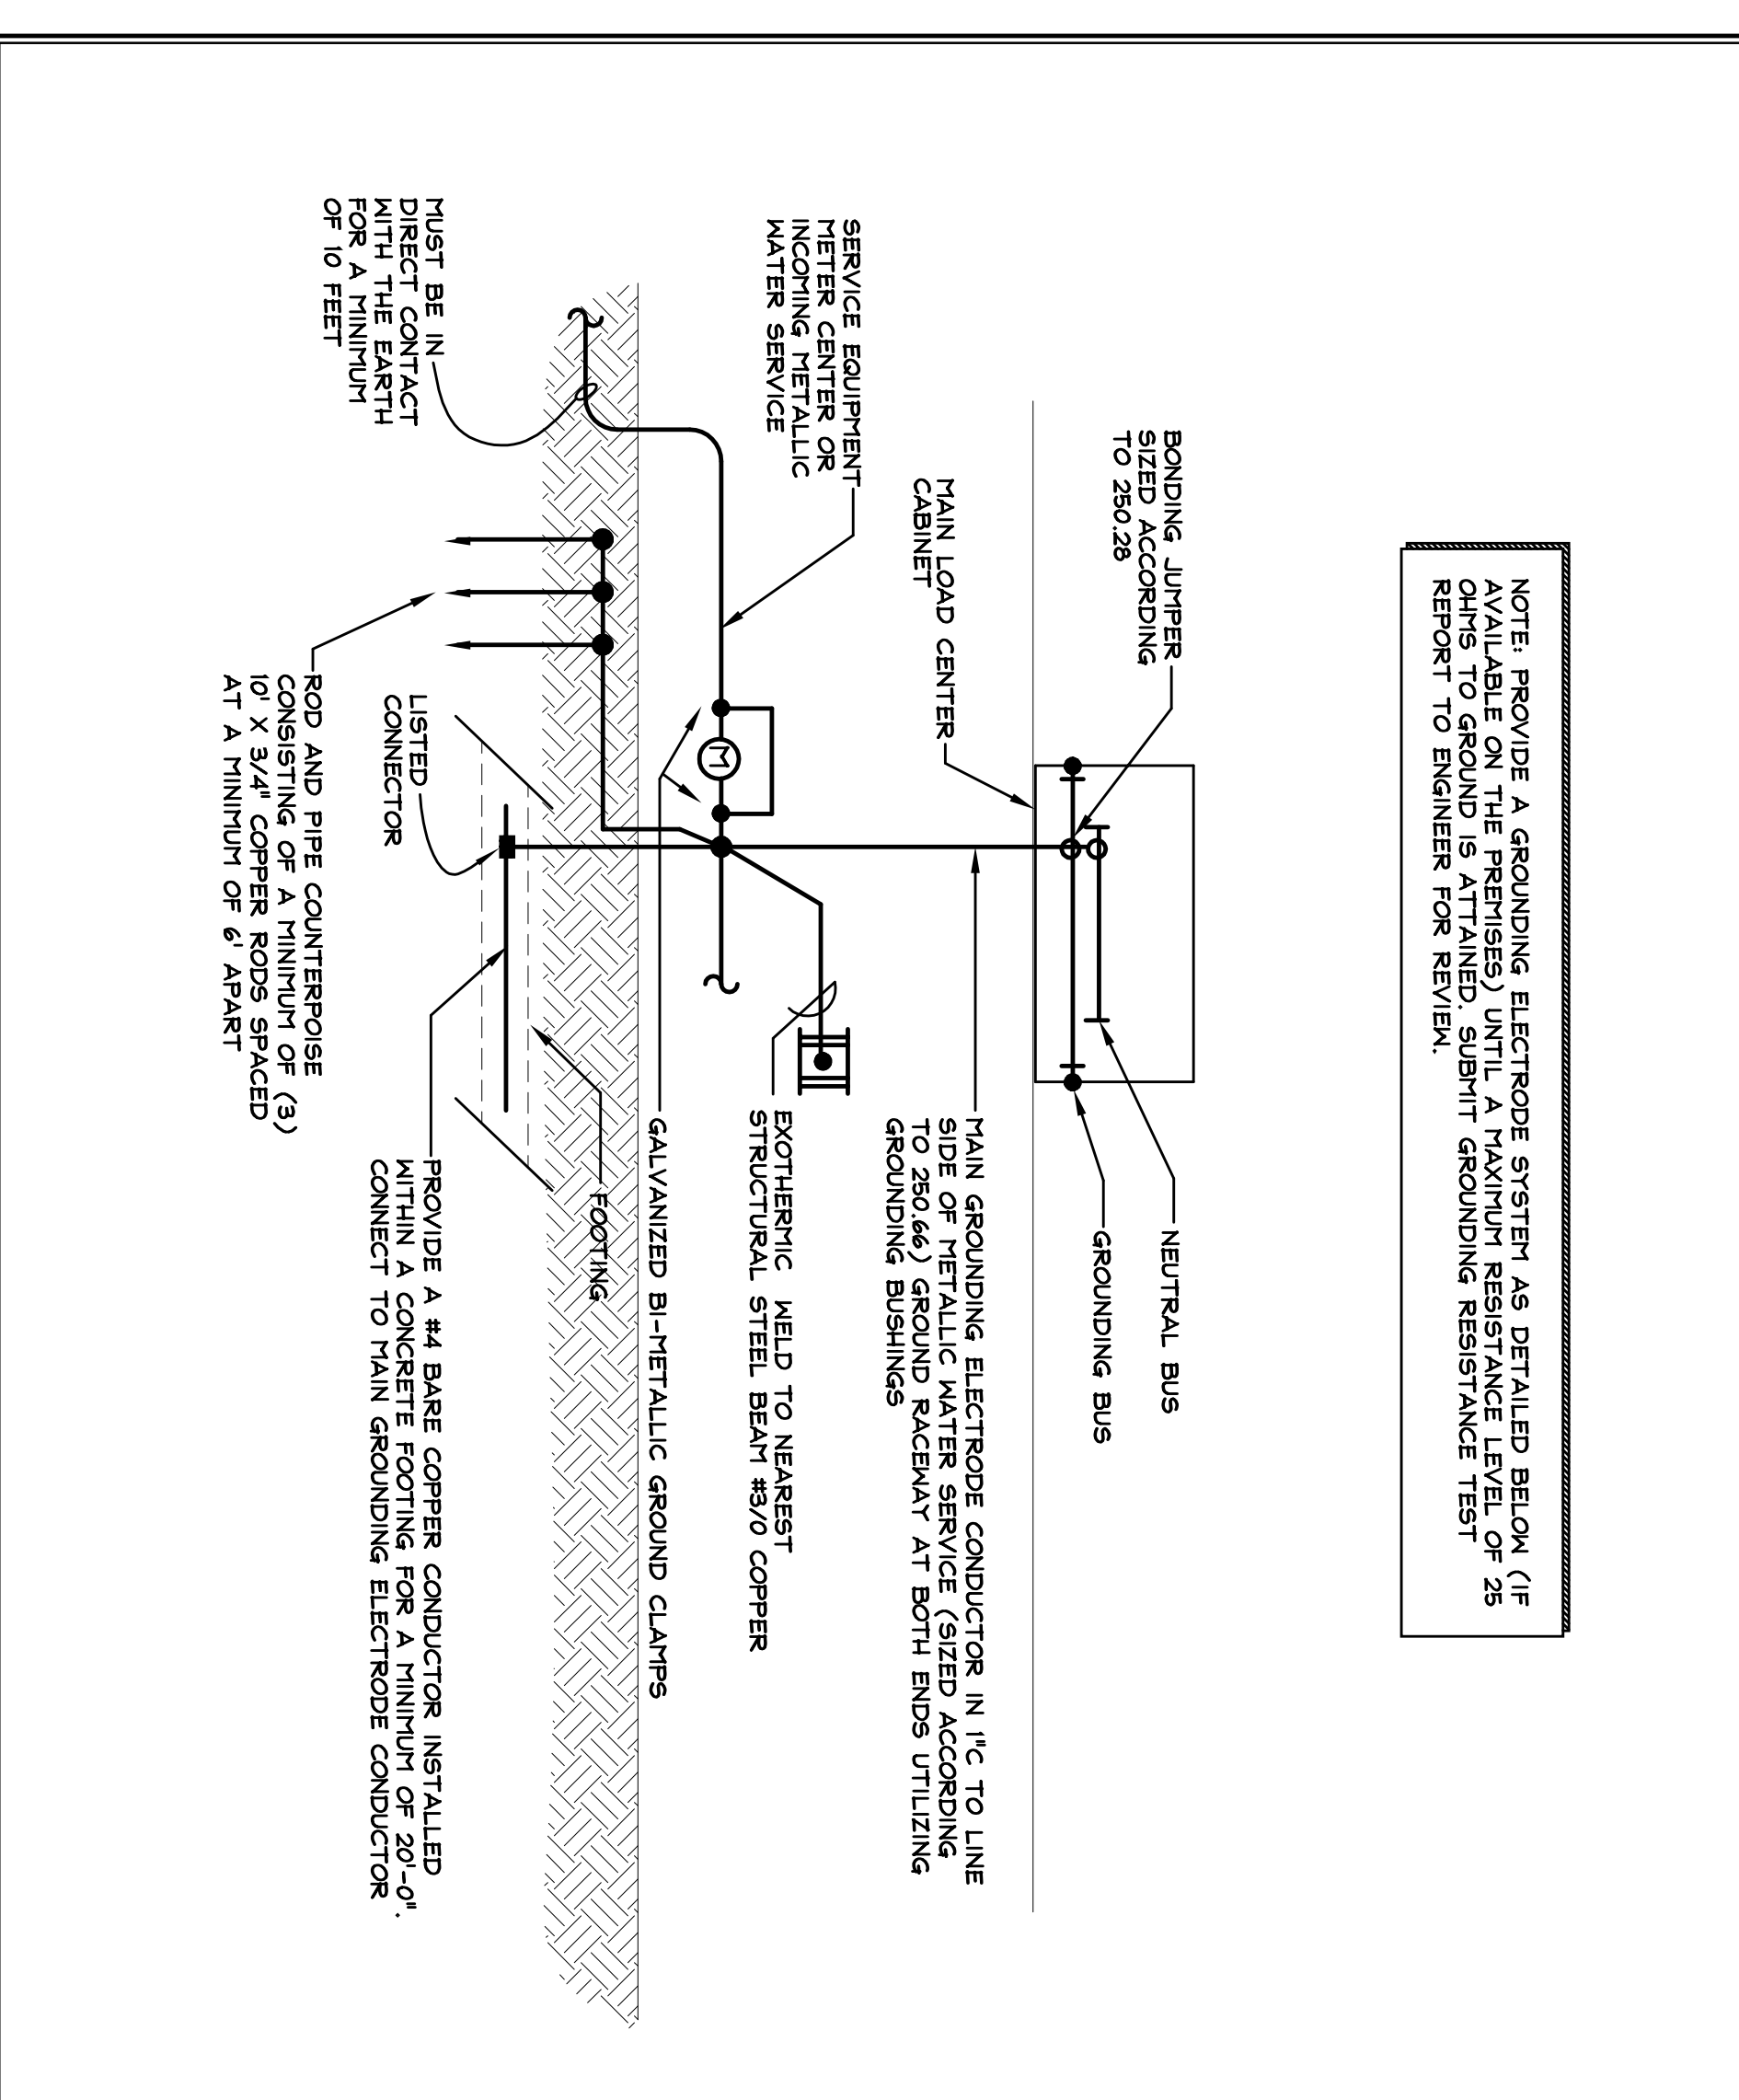 NOTE: PROVIDE A GROUNDING ELECTRODE SYSTEM AS DETAILED BELOW (IF
AVAILABLE ON THE PREMISES) UNTIL A MAXIMUM RESISTANCE LEVEL OF 25
OHMS TO GROUND IS ATTAINED. SUBMIT GROUNDING RESISTANCE TEST
REPORT TO ENGINEER FOR REVIEW.
BONDING JUMPER
SIZED ACCORDING
TO 250.28
NEUTRAL BUS
GROUNDING BUS
MAIN LOAD CENTER
CABINET
MAIN GROUNDING ELECTRODE CONDUCTOR IN 1"C TO LINE
SIDE OF METALLIC WATER SERVICE (SIZED ACCORDING
TO 250.66) GROUND RACEWAY AT BOTH ENDS UTILIZING
GROUNDING BUSHINGS
SERVICE EQUIPMENT
METER CENTER OR
INCOMING METALLIC
WATER SERVICE
M
EXOTHERMIC WELD TO NEAREST
STRUCTURAL STEEL BEAM #3/0 COPPER
GALVANIZED BI-METALLIC GROUND CLAMPS
FOOTING
MUST BE IN
DIRECT CONTACT
WITH THE EARTH
FOR A MINIMUM
OF 10 FEET
LISTED
CONNECTOR
PROVIDE A #4 BARE COPPER CONDUCTOR INSTALLED
WITHIN A CONCRETE FOOTING FOR A MINIMUM OF 20'-0".
CONNECT TO MAIN GROUNDING ELECTRODE CONDUCTOR
ROD AND PIPE COUNTERPOISE
CONSISTING OF A MINIMUM OF (3)
10' X 3/4" COPPER RODS SPACED
AT A MINIMUM OF 6' APART